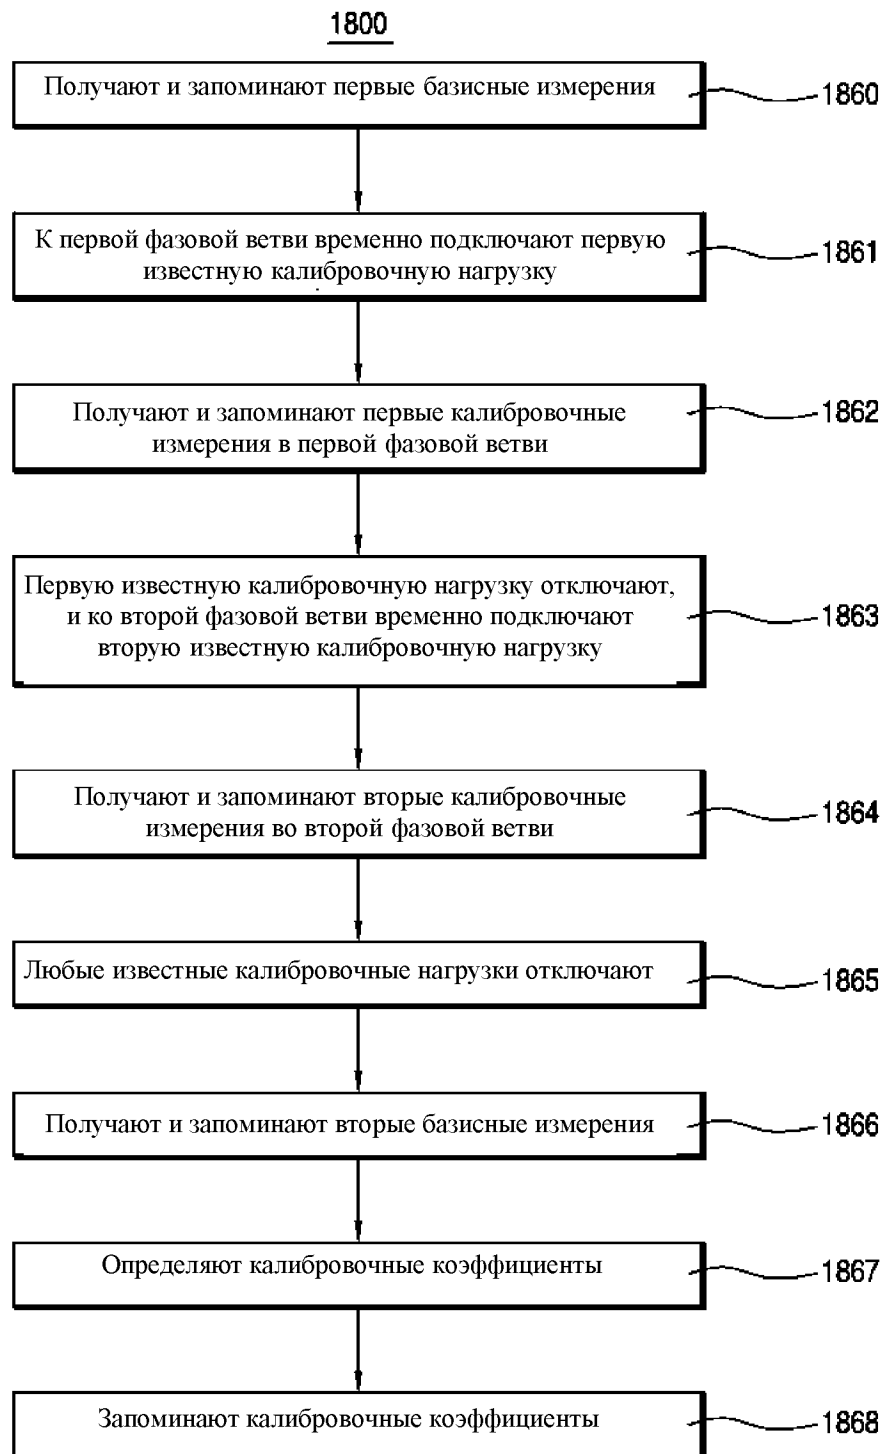 1800
Получают и запоминают первые базисные измерения
1860
К первой фазовой ветви временно подключают первую
известную калибровочную нагрузку
1861
Получают и запоминают первые калибровочные
измерения в первой фазовой ветви
1862
Первую известную калибровочную нагрузку отключают,
и ко второй фазовой ветви временно подключают
вторую известную калибровочную нагрузку
1863
Получают и запоминают вторые калибровочные
измерения во второй фазовой ветви
1864
Любые известные калибровочные нагрузки отключают
1865
Получают и запоминают вторые базисные измерения
1866
Определяют калибровочные коэффициенты
1867
Запоминают калибровочные коэффициенты
1868